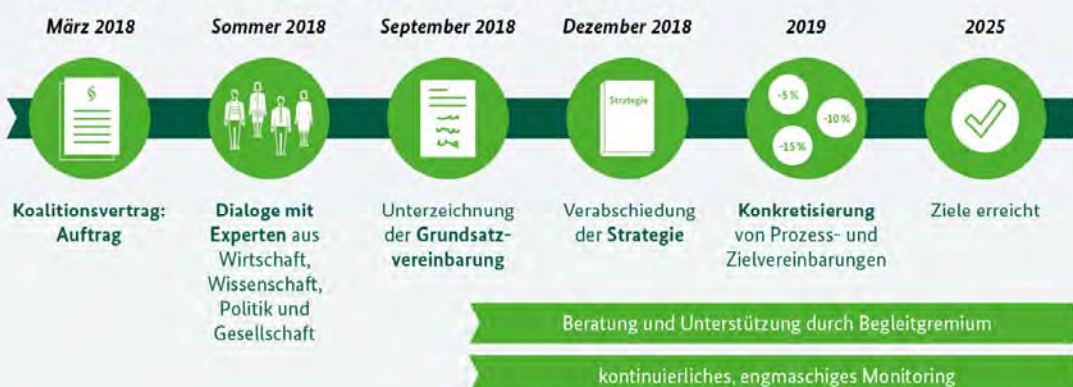 März 2018
Sommer 2018
September 2018
Dezember 2018
2019
2025
§
Strategie
-5 %
-10 %
-15 %
Koalitionsvertrag:
Auftrag
Dialoge mit
Experten aus
Wirtschaft,
Wissenschaft,
Politik und
Gesellschaft
Unterzeichnung
der Grundsatz-
vereinbarung
Verabschiedung
der Strategie
Konkretisierung
von Prozess- und
Zielvereinbarungen
Ziele erreicht
Beratung und Unterstützung durch Begleitgremium
kontinuierliches, engmaschiges Monitoring